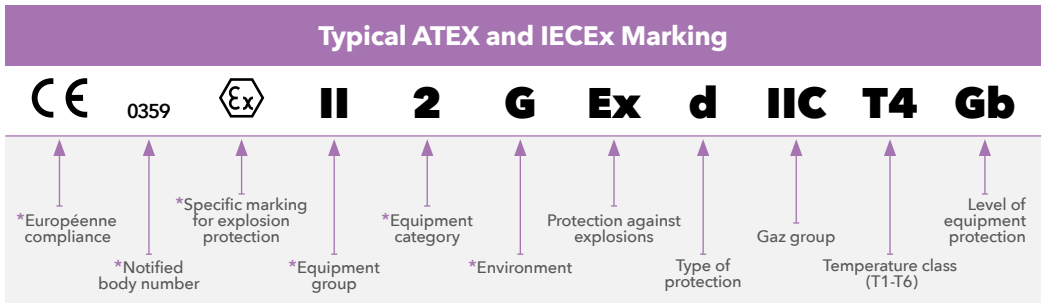 Typical ATEX and IECEx Marking
CE 0359 Ex II 2 G Ex d IIC T4 Gb
*Européenne
compliance
*Notified
body number
*Specific marking
for explosion
protection
*Equipment
group
*Equipment
category
*Environment
Protection against
explosions
Type of
protection
Gaz group
Temperature class
(T1-T6)
Level of
equipment
protection